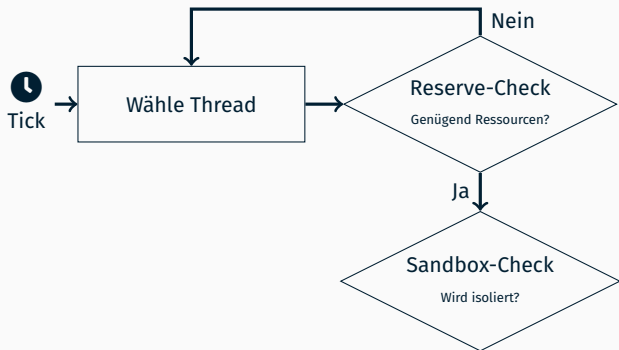 Nein
Tick
Wähle Thread
Reserve-Check
Genügend Ressourcen?
Ja
Sandbox-Check
Wird isoliert?